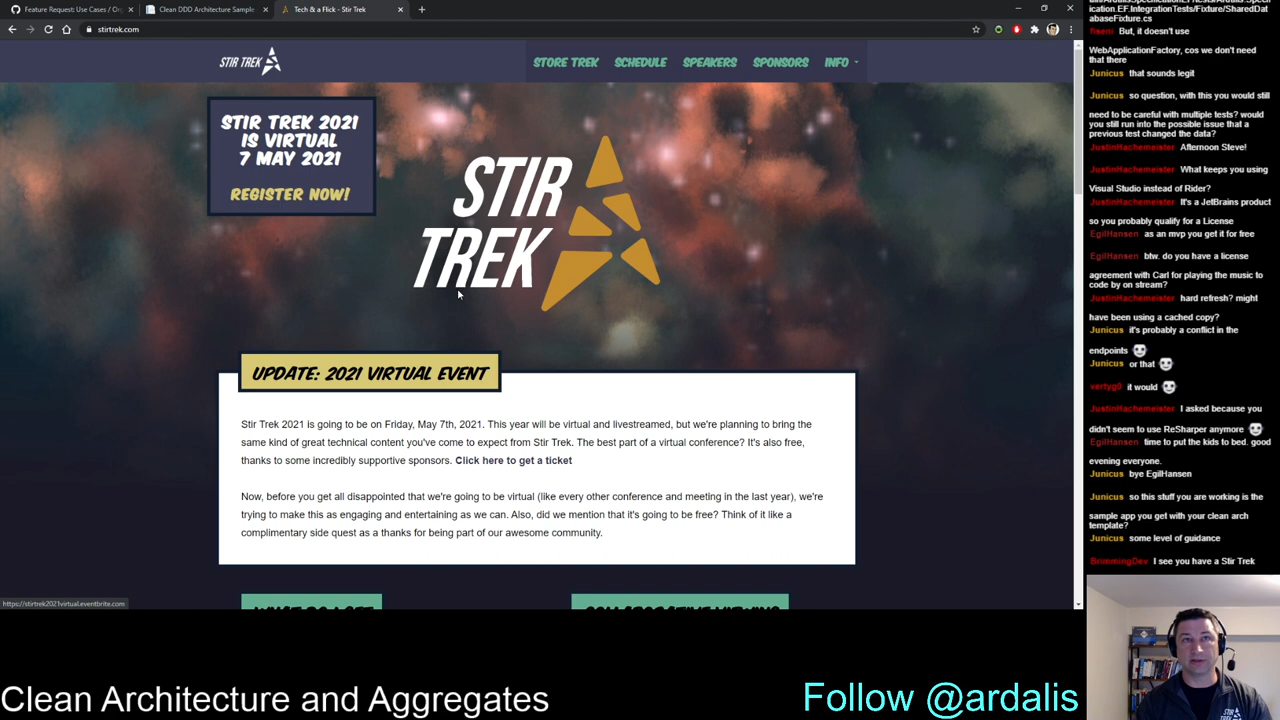 Feature Request: Use Cases / Or
Clean DDD Architecture Sample
Tech & a Flick - Stir Trek
stirtrek.com
STIR TREK
STORE TREK
SCHEDULE
SPEAKERS
SPONSORS
INFO
STIR TREK 2021
IS VIRTUAL
7 MAY 2021
REGISTER NOW!
STIR
TREK
UPDATE: 2021 VIRTUAL EVENT
Stir Trek 2021 is going to be on Friday, May 7th, 2021. This year will be virtual and livestreamed, but we're planning to bring the
same kind of great technical content you've come to expect from Stir Trek. The best part of a virtual conference? It's also free,
thanks to some incredibly supportive sponsors. Click here to get a ticket
Now, before you get all disappointed that we're going to be virtual (like every other conference and meeting in the last year), we're
trying to make this as engaging and entertaining as we can. Also, did we mention that it's going to be free? Think of it like a
complimentary side quest as a thanks for being part of our awesome community.
COLLABORATIVE VIEWING
https://stirtrek2021virtual.eventbrite.com
ication.EF.IntegrationTests/Fixture/SharedDat
abaseFixture.cs
fiseni But, it doesn't use
WebApplicationFactory, cos we don't need
that there
Junicus that sounds legit
Junicus so question, with this you would still
need to be careful with multiple tests? would
you still run into the possible issue that a
previous test changed the data?
JustinHachemeister Afternoon Steve!
JustinHachemeister What keeps you using
Visual Studio instead of Rider?
JustinHachemeister It's a JetBrains product
so you probably qualify for a License
EgilHansen as an mvp you get it for free
EgilHansen btw. do you have a license
agreement with Carl for playing the music to
code by on stream?
JustinHachemeister hard refresh? might
have been using a cached copy?
Junicus it's probably a conflict in the
endpoints
Junicus or that
vertyg0 it would
JustinHachemeister I asked because you
didn't seem to use ReSharper anymore
EgilHansen time to put the kids to bed. good
evening everyone.
Junicus bye EgilHansen
Junicus so this stuff you are working is the
sample app you get with your clean arch
template?
Junicus some level of guidance
BrimmingDev I see you have a Stir Trek
STIR
TREK
Clean Architecture and Aggregates
Follow @ardalis